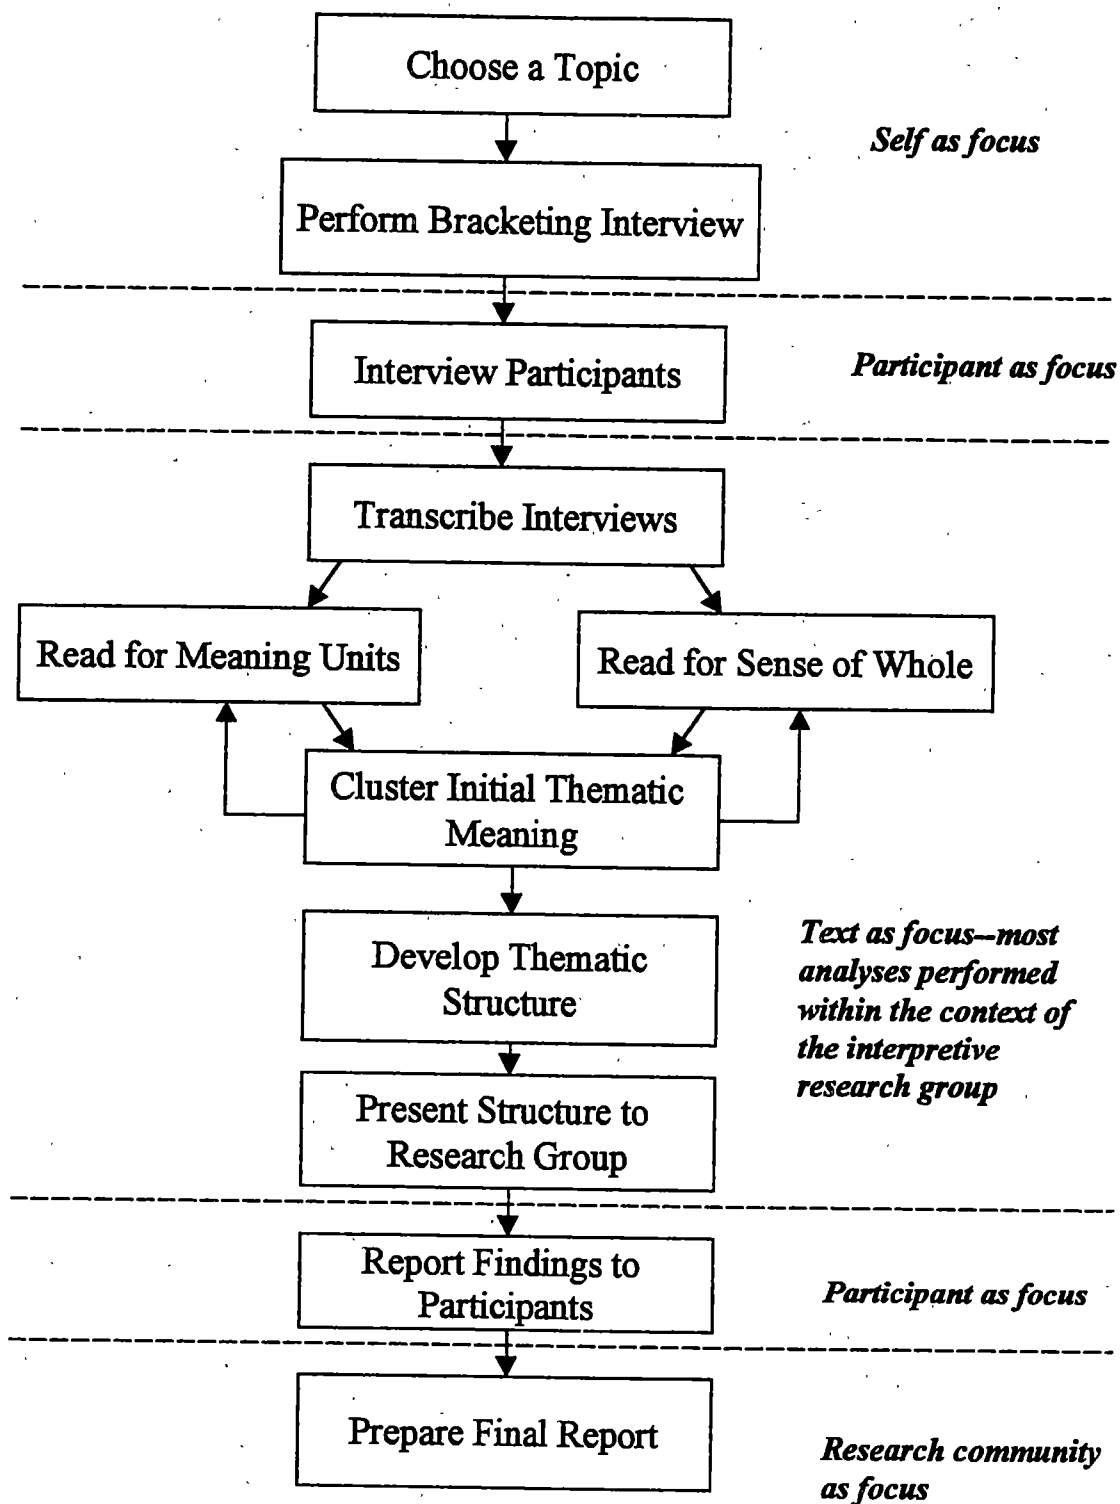 Choose a Topic
Self as focus
Perform Bracketing Interview
Interview Participants
Participant as focus
Transcribe Interviews
Read for Meaning Units
Read for Sense of Whole
Cluster Initial Thematic
Meaning
Develop Thematic
Structure
Text as focus--most
analyses performed
within the context of
the interpretive
research group
Present Structure to
Research Group
Report Findings to
Participants
Participant as focus
Prepare Final Report
Research community
as focus